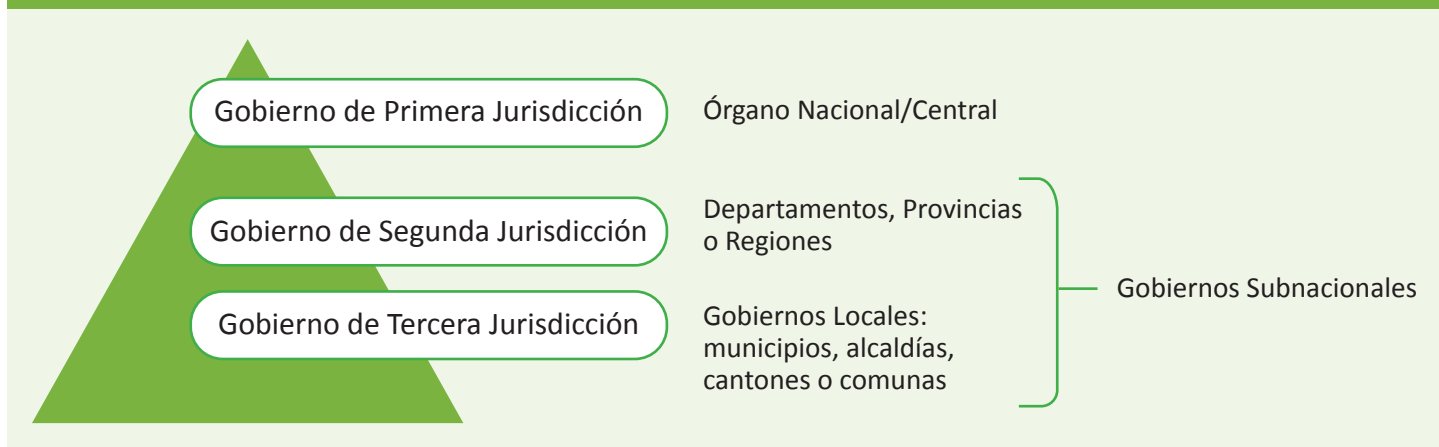 Gobierno de Primera Jurisdicción
Órgano Nacional/Central
Gobierno de Segunda Jurisdicción
Departamentos, Provincias
o Regiones
Gobierno de Tercera Jurisdicción
Gobiernos Locales:
municipios, alcaldías,
cantones o comunas
Gobiernos Subnacionales